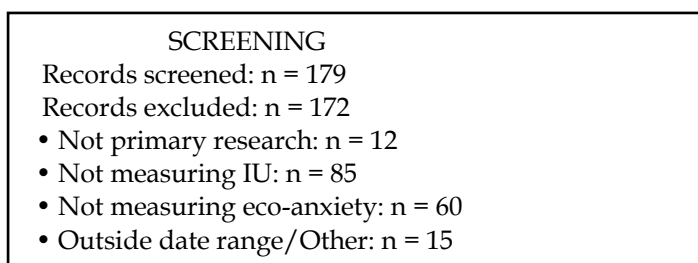 SCREENING
Records screened: n = 179
Records excluded: n = 172
• Not primary research: n = 12
• Not measuring IU: n = 85
• Not measuring eco-anxiety: n = 60
• Outside date range/Other: n = 15